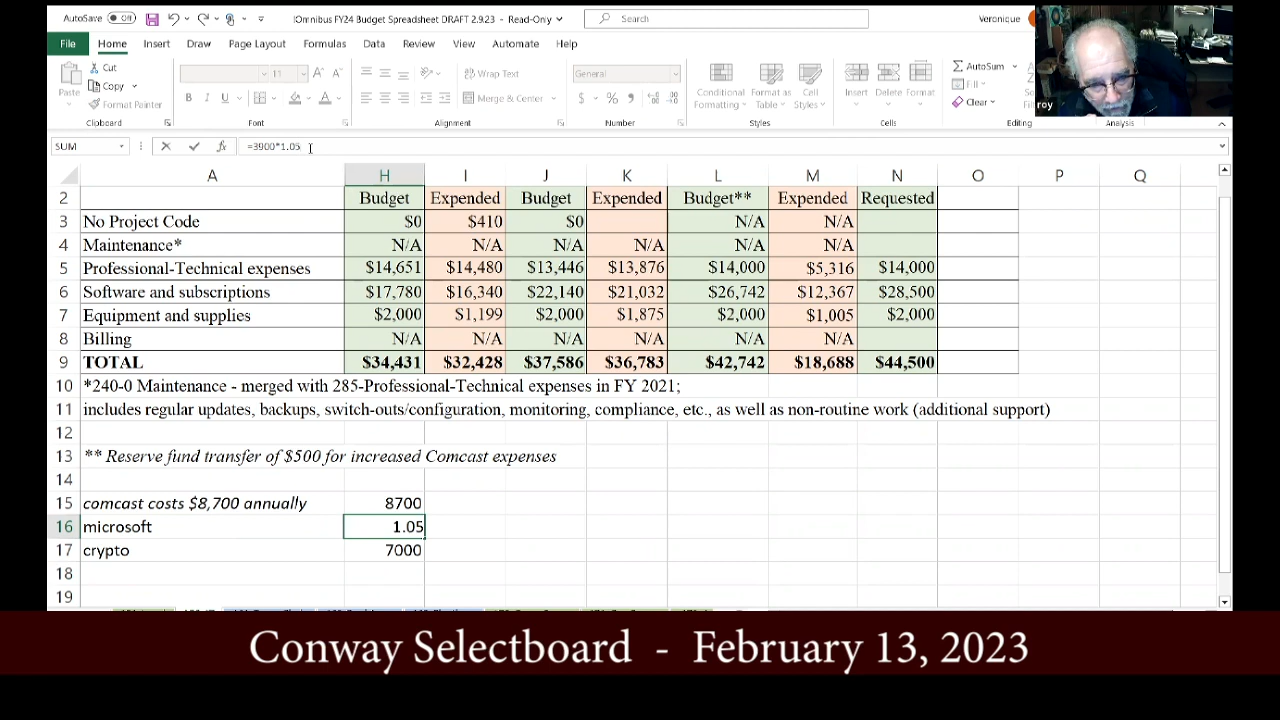 AutoSave Off !Omnibus FY24 Budget Spreadsheet DRAFT 2.9.23 - Read-Only Search Veronique
File Home Insert Draw Page Layout Formulas Data Review View Automate Help
Cut
Copy
Format Painter
Paste
Clipboard
11
B I U
Font
Wrap Text
Merge & Center
Alignment
General
$ % ,
Number
Conditional Formatting
Format as Table
Cell Styles
Styles
Insert Delete Format
Cells
AutoSum
Fill
Clear
Editing
Analysis
roy
SUM fx =3900*1.05
A H I J K L M N O P Q
2 Budget Expended Budget Expended Budget** Expended Requested
3 No Project Code $0 $410 $0 N/A N/A
4 Maintenance* N/A N/A N/A N/A N/A N/A
5 Professional-Technical expenses $14,651 $14,480 $13,446 $13,876 $14,000 $5,316 $14,000
6 Software and subscriptions $17,780 $16,340 $22,140 $21,032 $26,742 $12,367 $28,500
7 Equipment and supplies $2,000 $1,199 $2,000 $1,875 $2,000 $1,005 $2,000
8 Billing N/A N/A N/A N/A N/A N/A
9 TOTAL $34,431 $32,428 $37,586 $36,783 $42,742 $18,688 $44,500
10 *240-0 Maintenance - merged with 285-Professional-Technical expenses in FY 2021;
11 includes regular updates, backups, switch-outs/configuration, monitoring, compliance, etc., as well as non-routine work (additional support)
12
13 ** Reserve fund transfer of $500 for increased Comcast expenses
14
15 comcast costs $8,700 annually 8700
16 microsoft 1.05
17 crypto 7000
18
19
Conway Selectboard - February 13, 2023